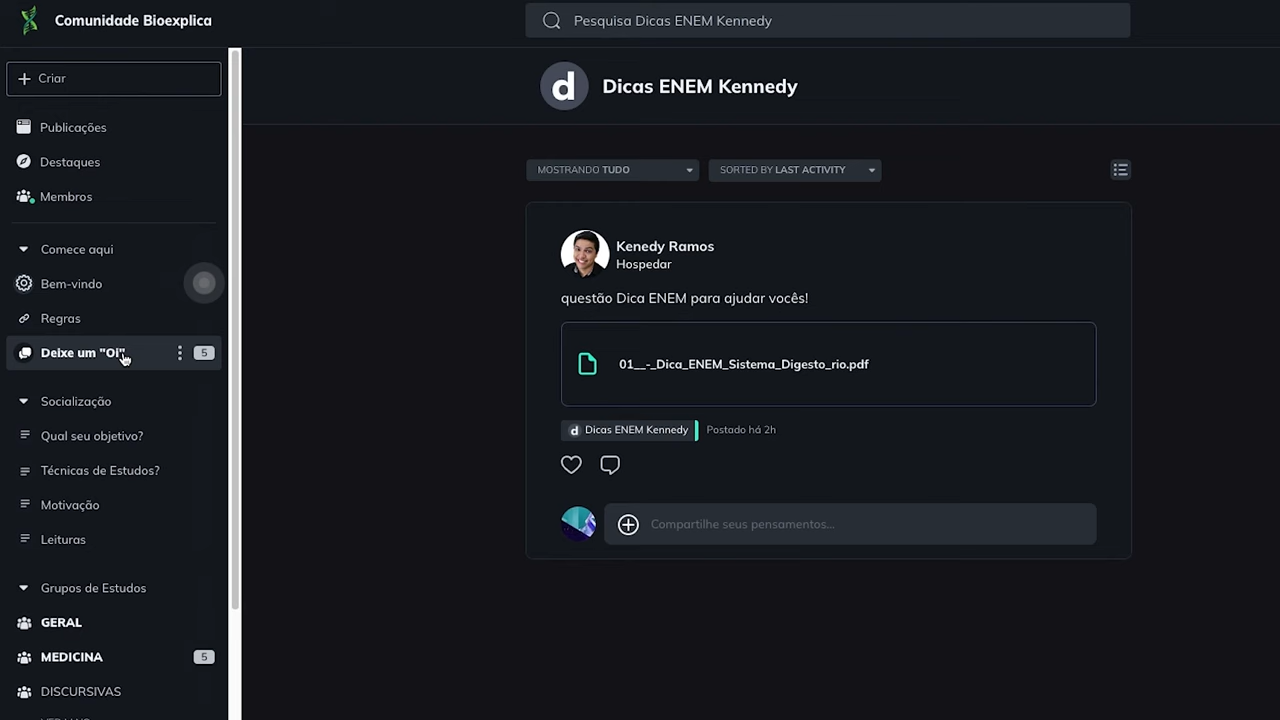 Comunidade Bioexplica
Pesquisa Dicas ENEM Kennedy
Criar
Publicações
Destaques
Membros
Comece aqui
Bem-vindo
Regras
Deixe um "Oi"
5
Socialização
Qual seu objetivo?
Técnicas de Estudos?
Motivação
Leituras
Grupos de Estudos
GERAL
MEDICINA
5
DISCURSIVAS
d
Dicas ENEM Kennedy
MOSTRANDO TUDO
SORTED BY LAST ACTIVITY
Kenedy Ramos
Hospedar
questão Dica ENEM para ajudar vocês!
01__-_Dica_ENEM_Sistema_Digesto_rio.pdf
d Dicas ENEM Kennedy
Postado há 2h
Compartilhe seus pensamentos...